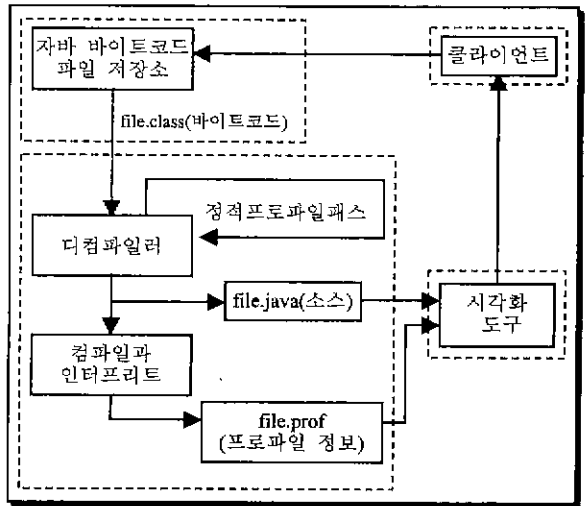 자바 바이트코드
파일 저장소
클라이언트
file.class(바이트코드)
정적프로파일패스
디컴파일러
file.java(소스)
시각화
도구
컴파일과
인터프리트
file.prof
(프로파일 정보)